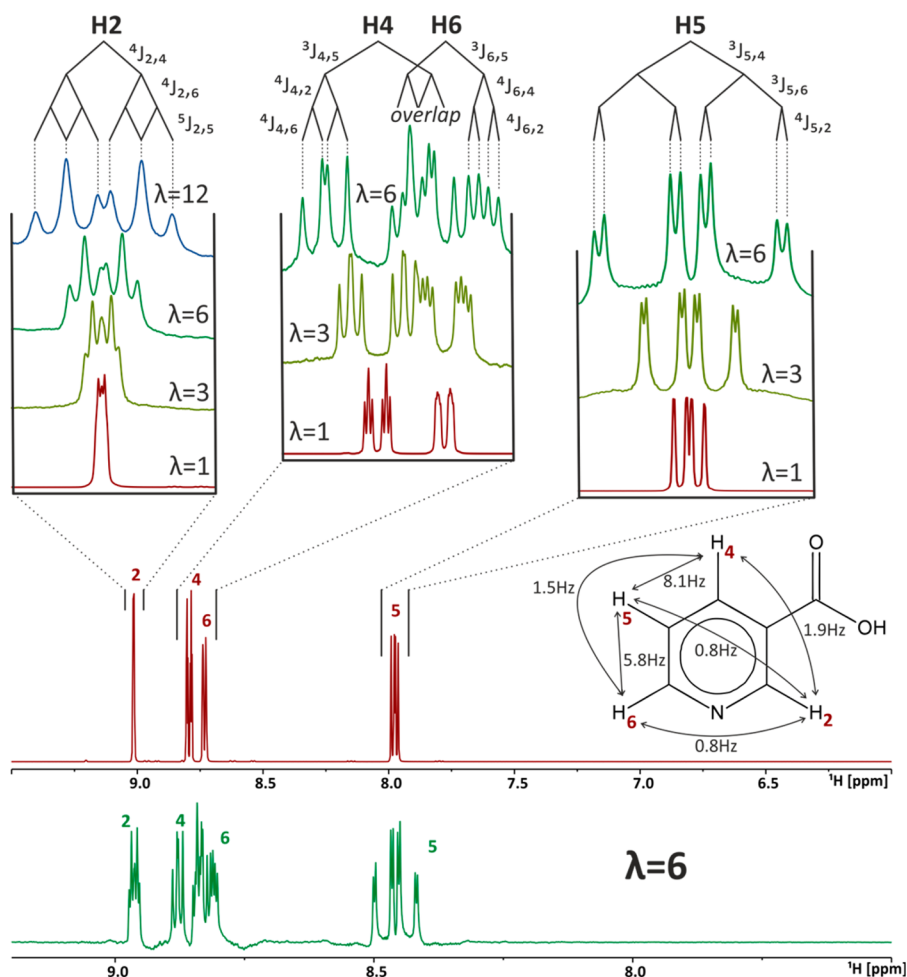 H2
H4 H6
H5
⁴J₂,₄
⁴J₂,₆
⁵J₂,₅
λ=12
λ=6
λ=3
λ=1
³J₄,₅
⁴J₄,₂
⁴J₄,₆
³J₆,₅
⁴J₆,₄
⁴J₆,₂
overlap
λ=6
λ=3
λ=1
³J₅,₄
³J₅,₆
⁴J₅,₂
λ=6
λ=3
λ=1
2
4
6
5
H 4
O
OH
1.5Hz
8.1Hz
H
5
1.9Hz
5.8Hz
0.8Hz
H
6
N
H
2
0.8Hz
9.0 8.5 8.0 7.5 7.0 6.5 ¹H [ppm]
2
4
6
5
λ=6
9.0 8.5 8.0 ¹H [ppm]